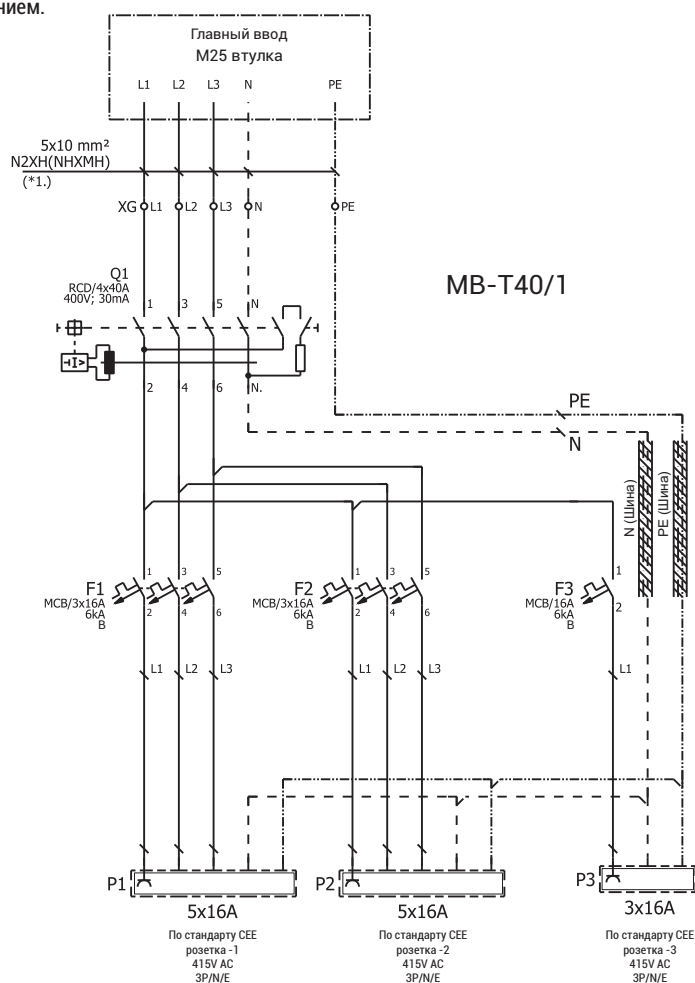 нием.
Главный ввод
М25 втулка
L1 L2 L3 N PE
5x10 mm²
N2XH(NHXMH)
(*1.)
XG L1 L2 L3 N PE
Q1
RCD/4x40A
400V; 30mA
MB-T40/1
1 3 5 N
I>
2 4 6 N.
PE
N
N (Шина)
PE (Шина)
1 3 5
F1
MCB/3x16A
6kA
B
2 4 6
1 3 5
F2
MCB/3x16A
6kA
B
2 4 6
1
F3
MCB/16A
6kA
B
2
L1 L2 L3 L1 L2 L3 L1
P1 P2 P3
5x16A
По стандарту CEE
розетка -1
415V AC
3P/N/E
5x16A
По стандарту CEE
розетка -2
415V AC
3P/N/E
3x16A
По стандарту CEE
розетка -3
415V AC
3P/N/E